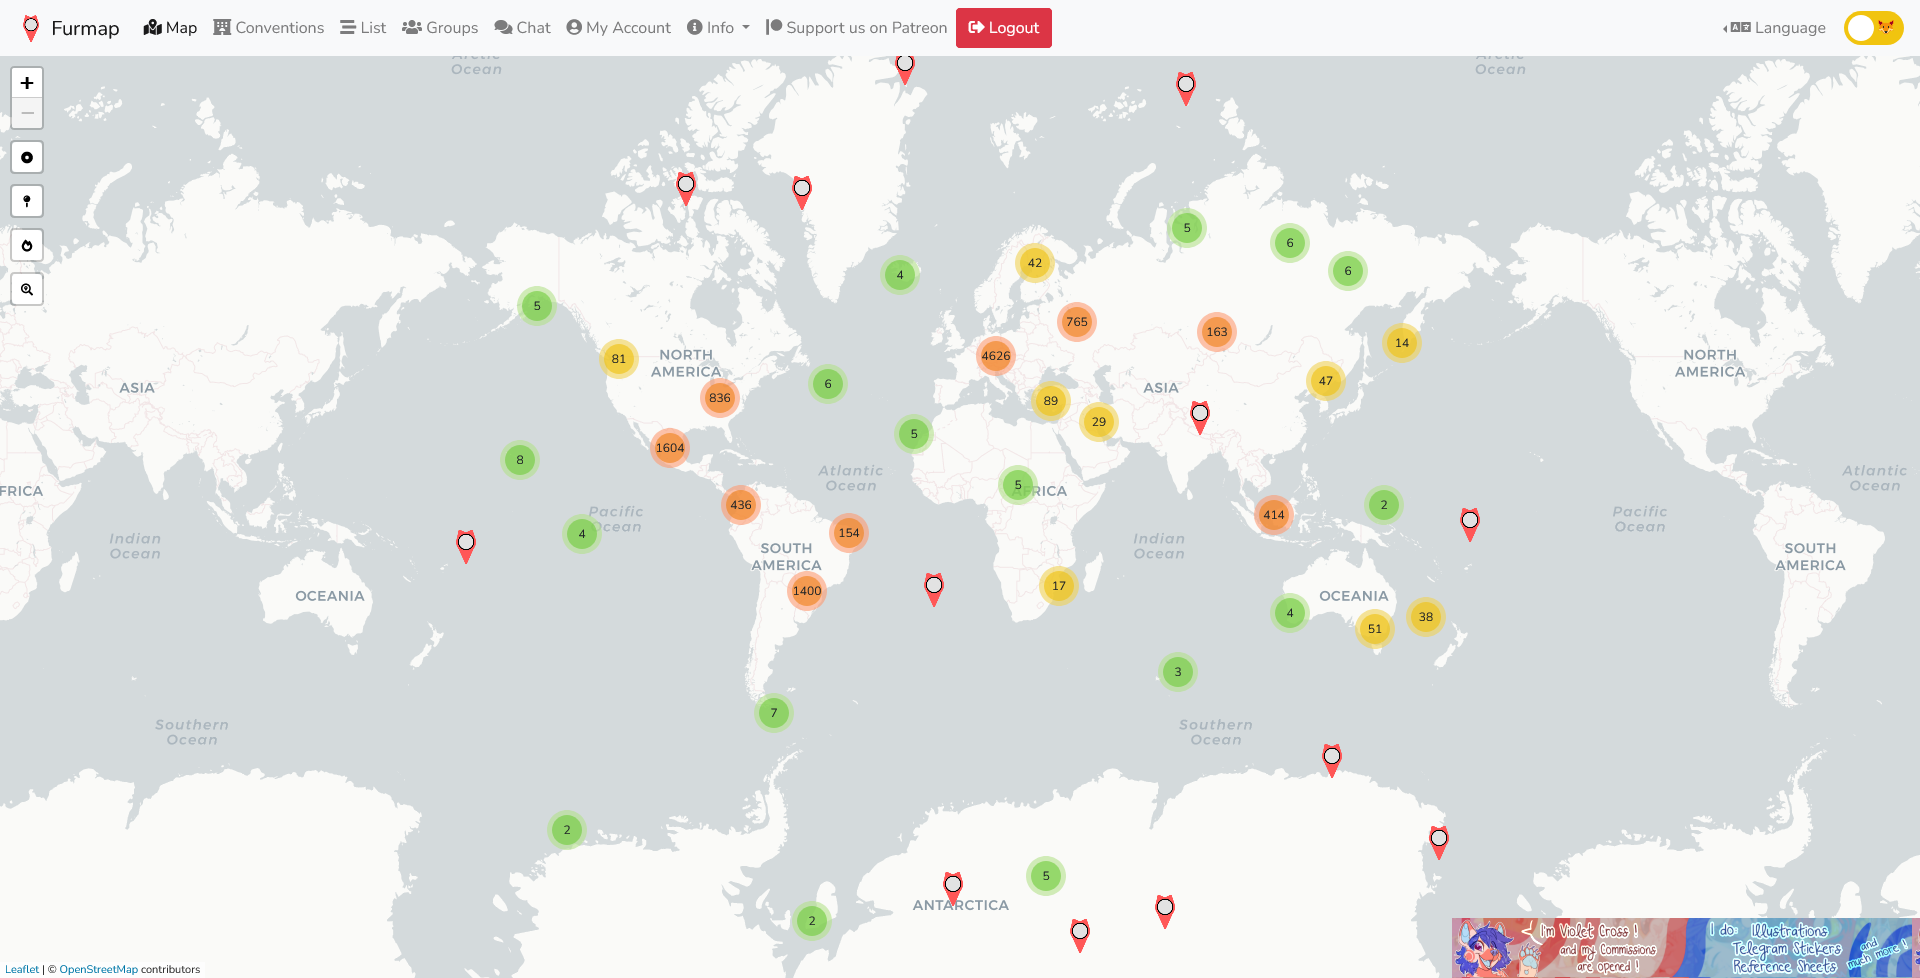 Furmap
Map
Conventions
List
Groups
Chat
My Account
Info
Support us on Patreon
Logout
Language
Arctic
Ocean
Arctic
Ocean
+
−
5
6
6
42
4
5
765
163
14
81
NORTH
AMERICA
4626
NORTH
AMERICA
ASIA
ASIA
47
6
836
89
29
5
1604
8
Atlantic
Ocean
Atlantic
Ocean
FRICA
5
AFRICA
436
2
Pacific
Ocean
414
Pacific
Ocean
4
154
Indian
Ocean
Indian
Ocean
SOUTH
AMERICA
SOUTH
AMERICA
17
1400
OCEANIA
OCEANIA
4
38
51
3
7
Southern
Ocean
Southern
Ocean
2
5
ANTARCTICA
2
I'm Violet Cross !
and my Commissions
are opened !
I do: Illustrations
Telegram Stickers
Reference Sheets
and
much more !
Leaflet | © OpenStreetMap contributors